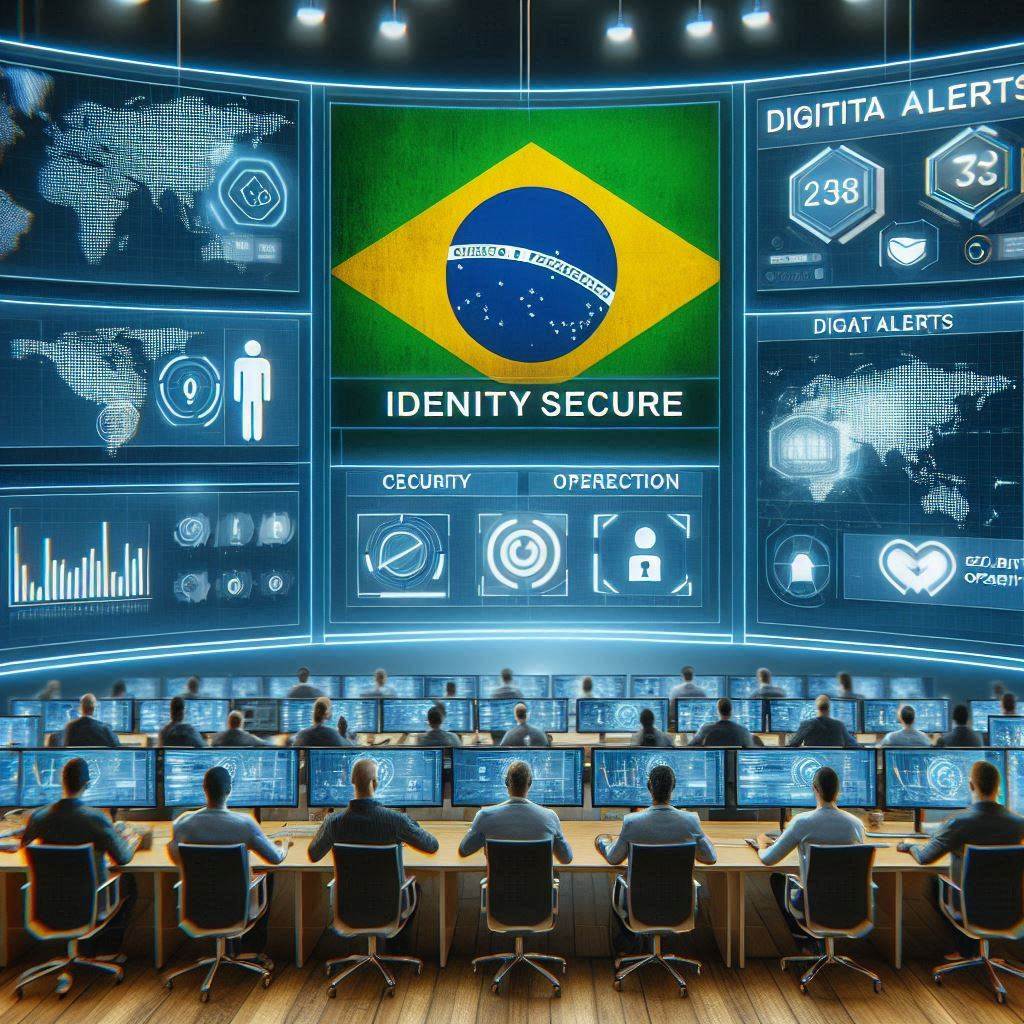 DIGITITA ALERTS
238
33
DIGAT ALERTS
IDENITY SECURE
CECURITY
OPERECTION